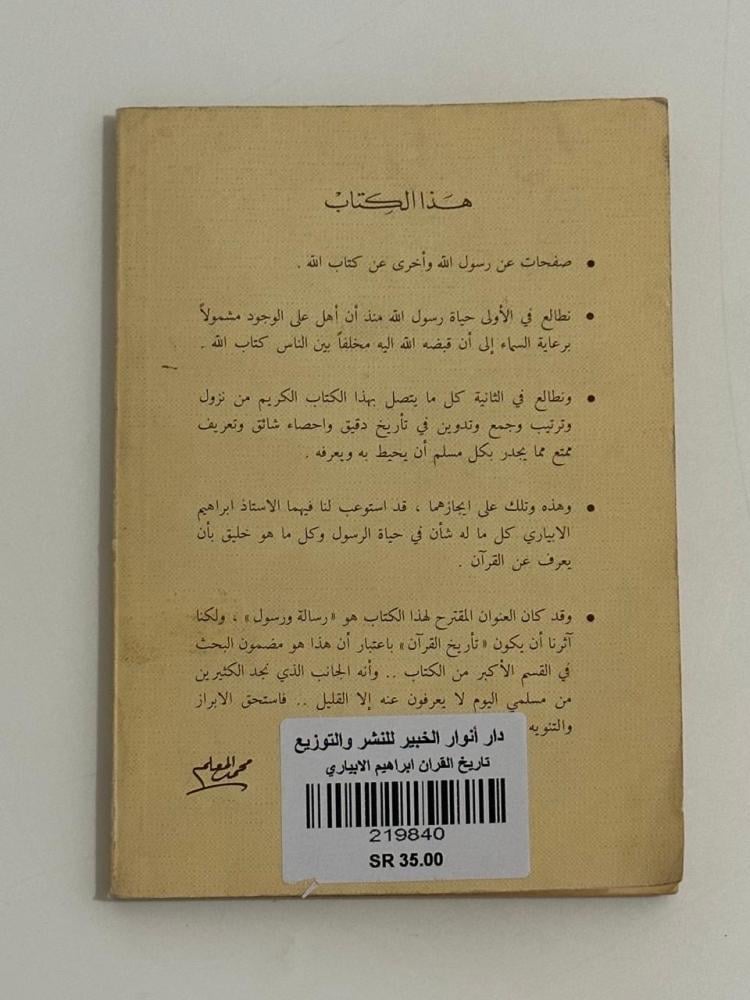 هَذَا الكِتَابْ
• صفحات عن رسول الله وأخرى عن كتاب الله .
• نطالع في الأولى حياة رسول الله منذ أن أهل على الوجود مشمولاً
برعاية السماء إلى أن قبضه الله اليه مخلفاً بين الناس كتاب الله .
• ونطالع في الثانية كل ما يتصل بهذا الكتاب الكريم من نزول
وترتيب وجمع وتدوين في تأريخ دقيق واحصاء شائق وتعريف
ممتع مما يجدر بكل مسلم أن يحيط به ويعرفه .
• وهذه وتلك على ايجازهما ، قد استوعب لنا فيهما الاستاذ ابراهيم
الابياري كل ما له شأن في حياة الرسول وكل ما هو خليق بأن
يعرف عن القرآن .
• وقد كان العنوان المقترح لهذا الكتاب هو «رسالة ورسول» ، ولكنا
آثرنا أن يكون «تأريخ القرآن» باعتبار أن هذا هو مضمون البحث
في القسم الأكبر من الكتاب .. وأنه الجانب الذي نجد الكثيرين
من مسلمي اليوم لا يعرفون عنه إلا القليل .. فاستحق الابراز
والتنويه
محمد المعلم
دار أنوار الخبير للنشر والتوزيع
تاريخ القران ابراهيم الابياري
219840
SR 35.00